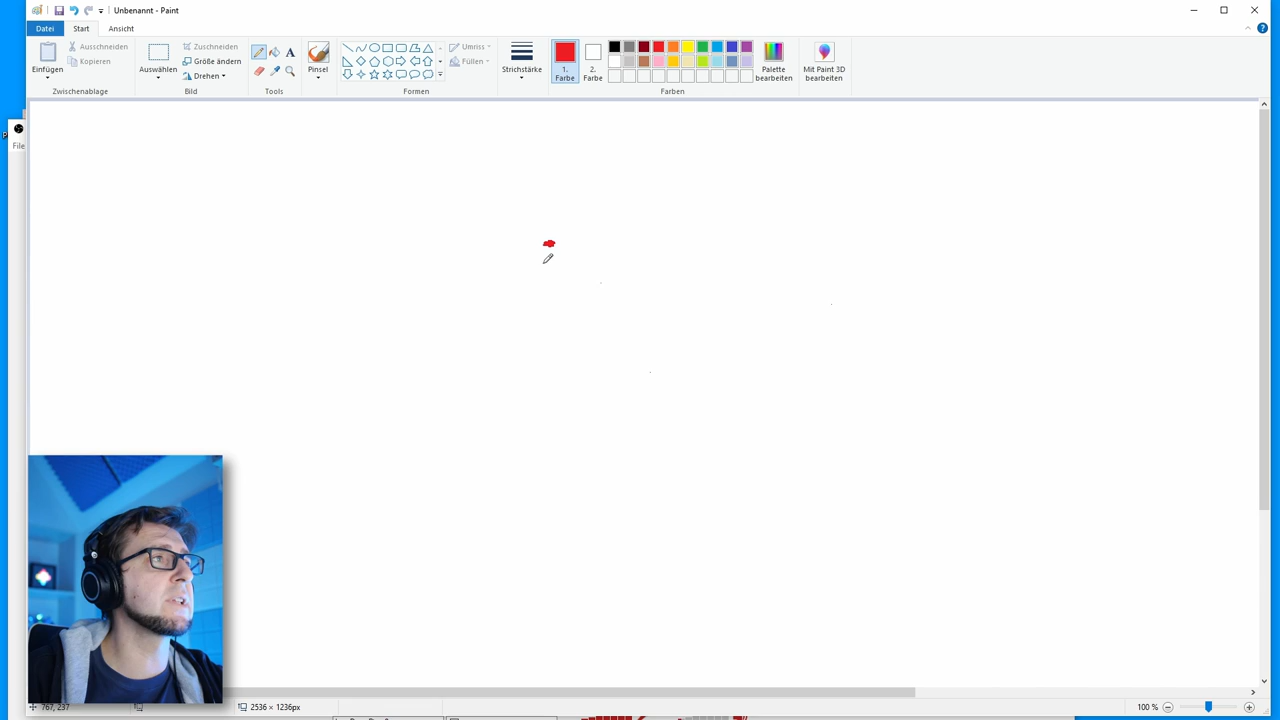 Unbenannt - Paint
Datei Start Ansicht
Einfügen
Ausschneiden
Kopieren
Zwischenablage
Auswählen
Zuschneiden
Größe ändern
Drehen
Bild
A
Tools
Pinsel
Formen
Umriss
Füllen
Strichstärke
1.
Farbe
2.
Farbe
Farben
Palette
bearbeiten
Mit Paint 3D
bearbeiten
File
767, 237
2536 × 1236px
100 %